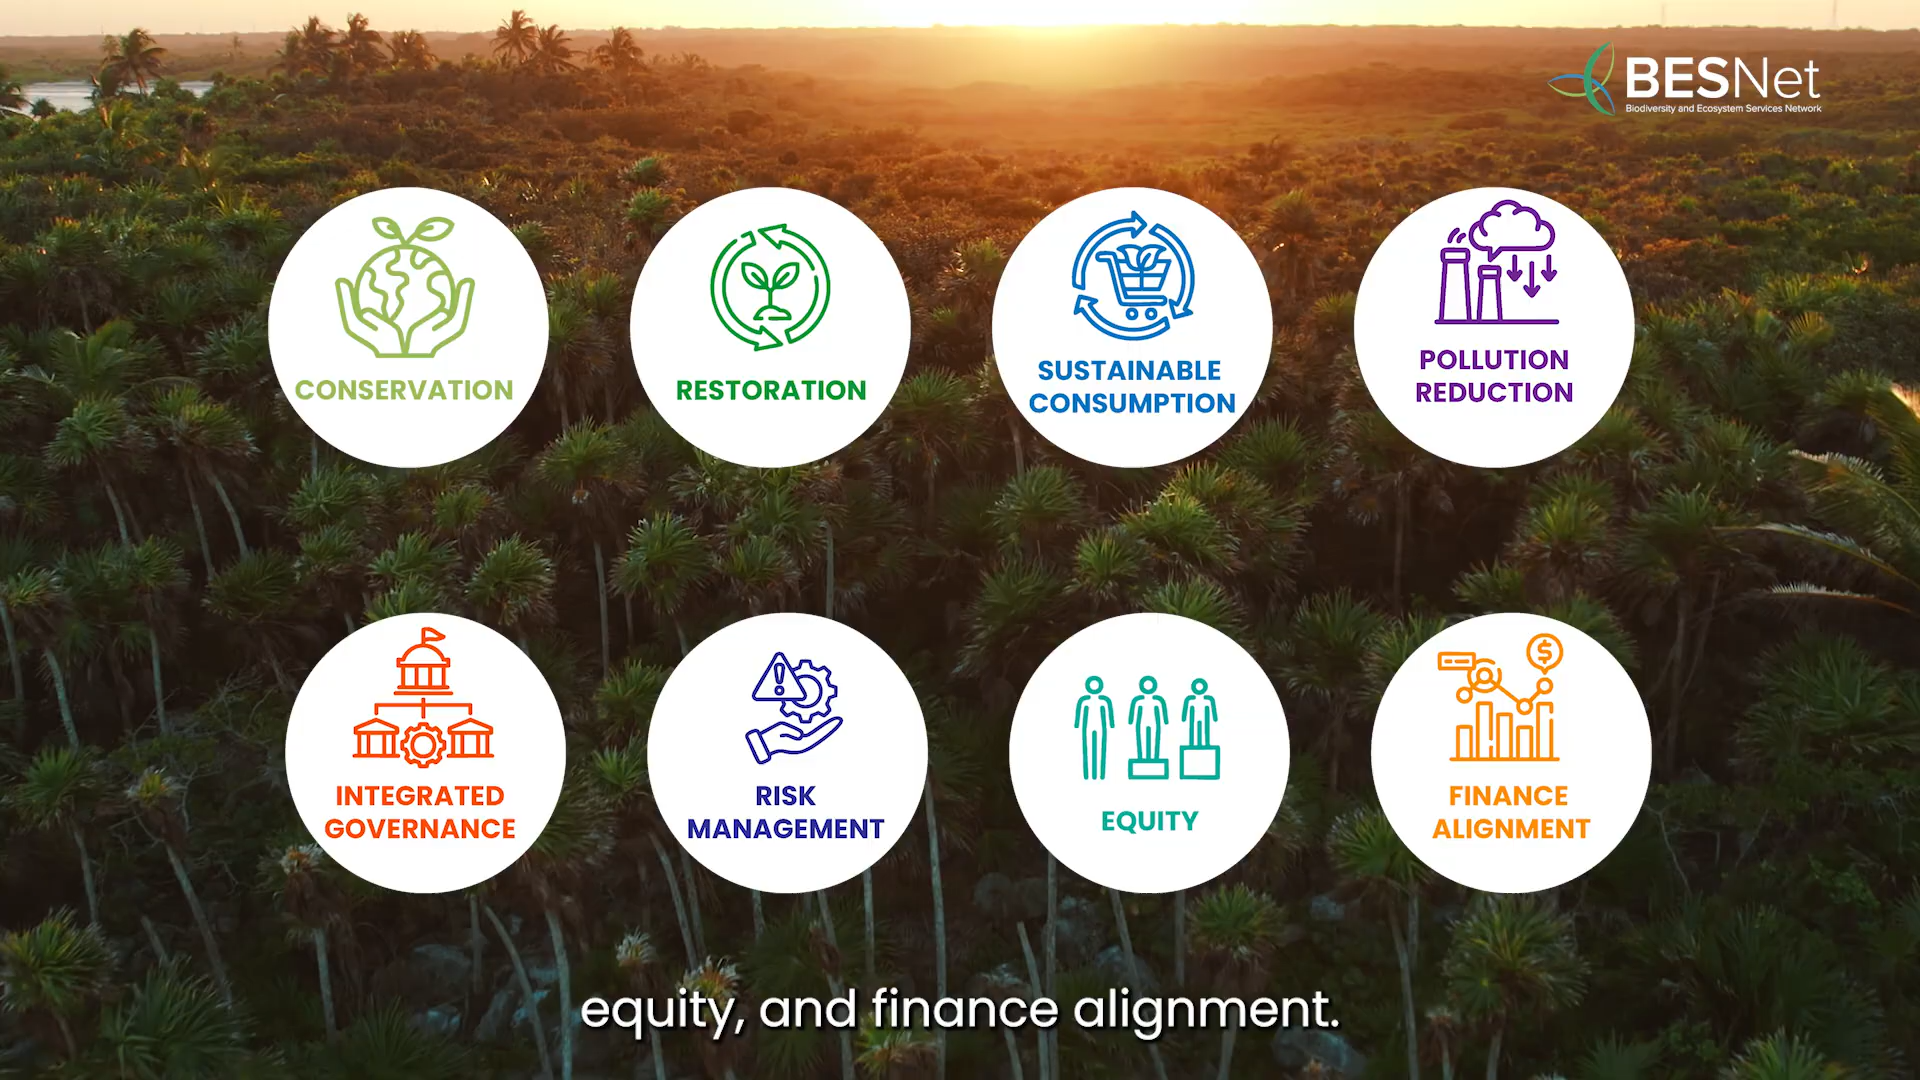 BESNet
Biodiversity and Ecosystem Services Network
CONSERVATION
RESTORATION
SUSTAINABLE
CONSUMPTION
POLLUTION
REDUCTION
INTEGRATED
GOVERNANCE
RISK
MANAGEMENT
EQUITY
FINANCE
ALIGNMENT
equity, and finance alignment.